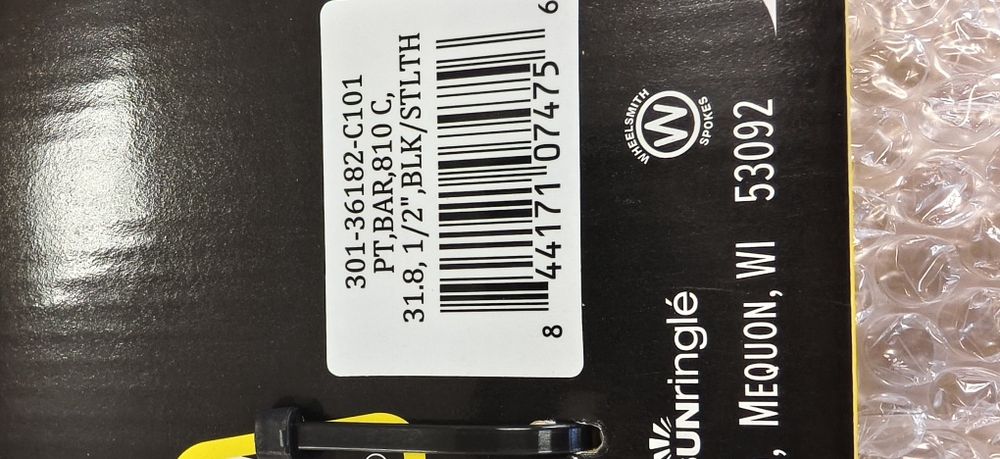 301-36182-C101
PT,BAR,810 C,
31.8, 1/2",BLK/STLTH
8 44171 07475 6
SUNringlé
WHEELSMITH
W
SPOKES
, MEQUON, WI 53092